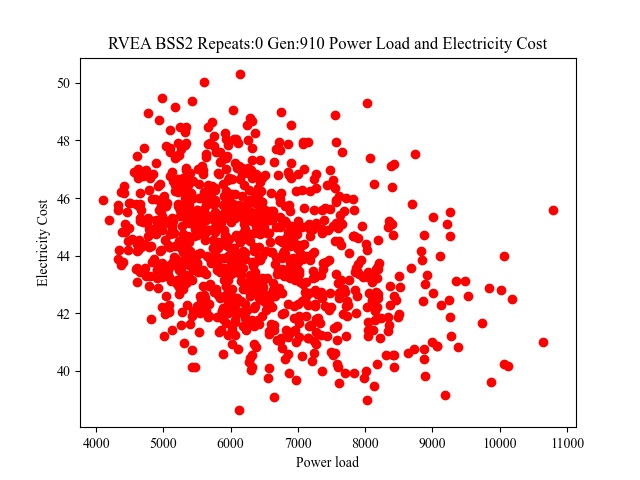 RVEA BSS2 Repeats:0 Gen:910 Power Load and Electricity Cost
50
48
46
44
42
40
Electricity Cost
4000 5000 6000 7000 8000 9000 10000 11000
Power load